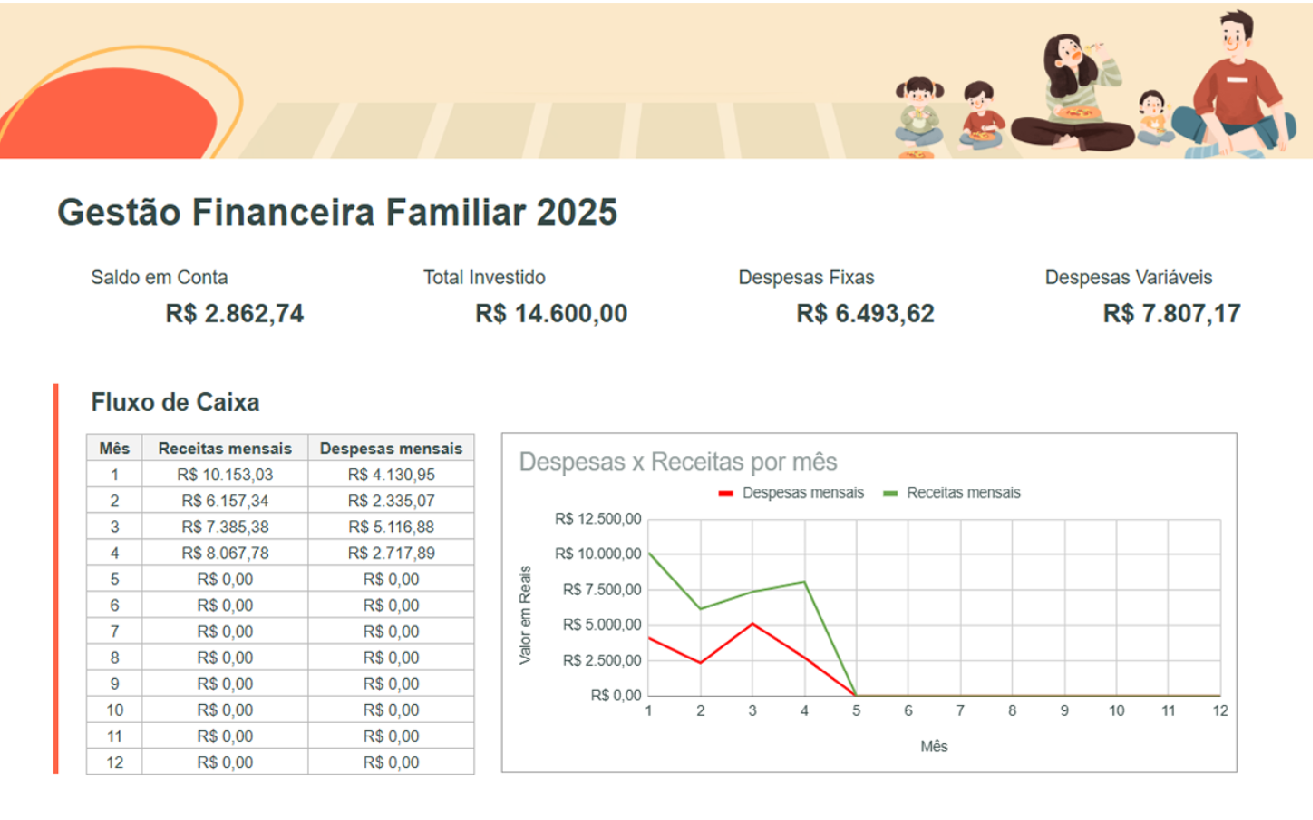 Gestão Financeira Familiar 2025
Saldo em Conta Total Investido Despesas Fixas Despesas Variáveis
R$ 2.862,74 R$ 14.600,00 R$ 6.493,62 R$ 7.807,17
Fluxo de Caixa
Mês Receitas mensais Despesas mensais
1 R$ 10.153,03 R$ 4.130,95
2 R$ 6.157,34 R$ 2.335,07
3 R$ 7.385,38 R$ 5.116,88
4 R$ 8.067,78 R$ 2.717,89
5 R$ 0,00 R$ 0,00
6 R$ 0,00 R$ 0,00
7 R$ 0,00 R$ 0,00
8 R$ 0,00 R$ 0,00
9 R$ 0,00 R$ 0,00
10 R$ 0,00 R$ 0,00
11 R$ 0,00 R$ 0,00
12 R$ 0,00 R$ 0,00
Despesas x Receitas por mês
Despesas mensais Receitas mensais
Valor em Reais
R$ 12.500,00
R$ 10.000,00
R$ 7.500,00
R$ 5.000,00
R$ 2.500,00
R$ 0,00
1 2 3 4 5 6 7 8 9 10 11 12
Mês